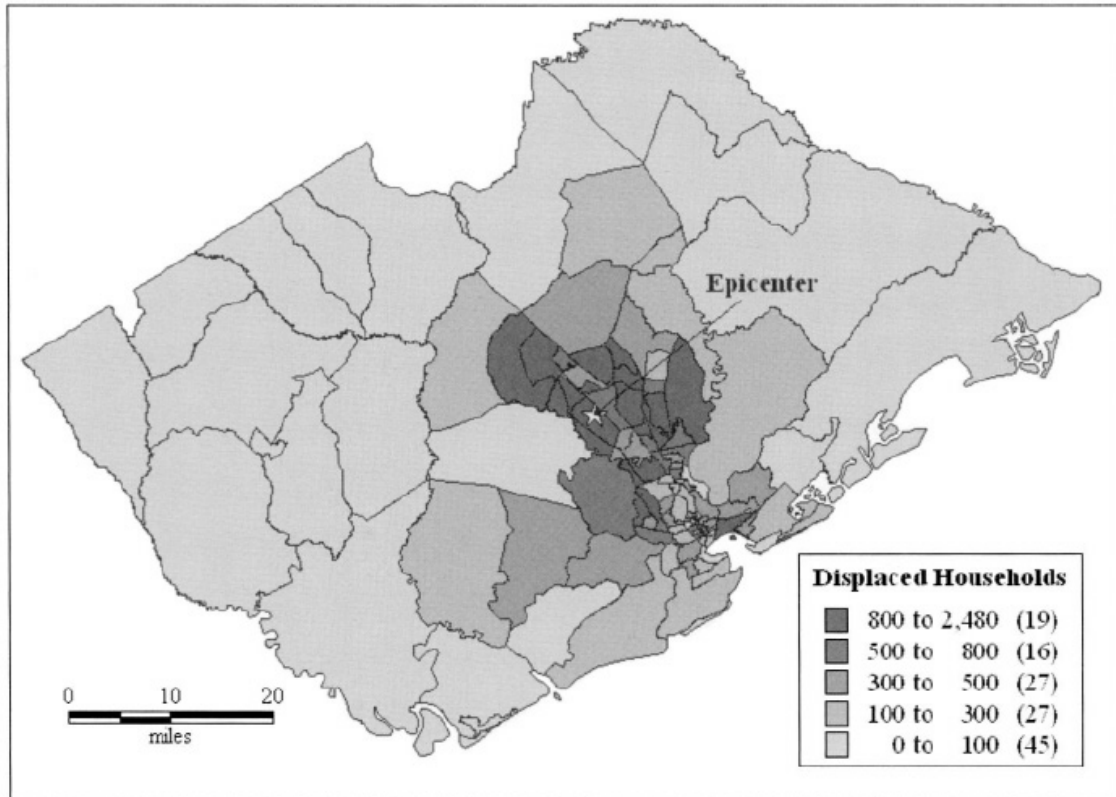 Epicenter
Displaced Households
800 to 2,480 (19)
500 to 800 (16)
300 to 500 (27)
100 to 300 (27)
0 to 100 (45)
0 10 20
miles